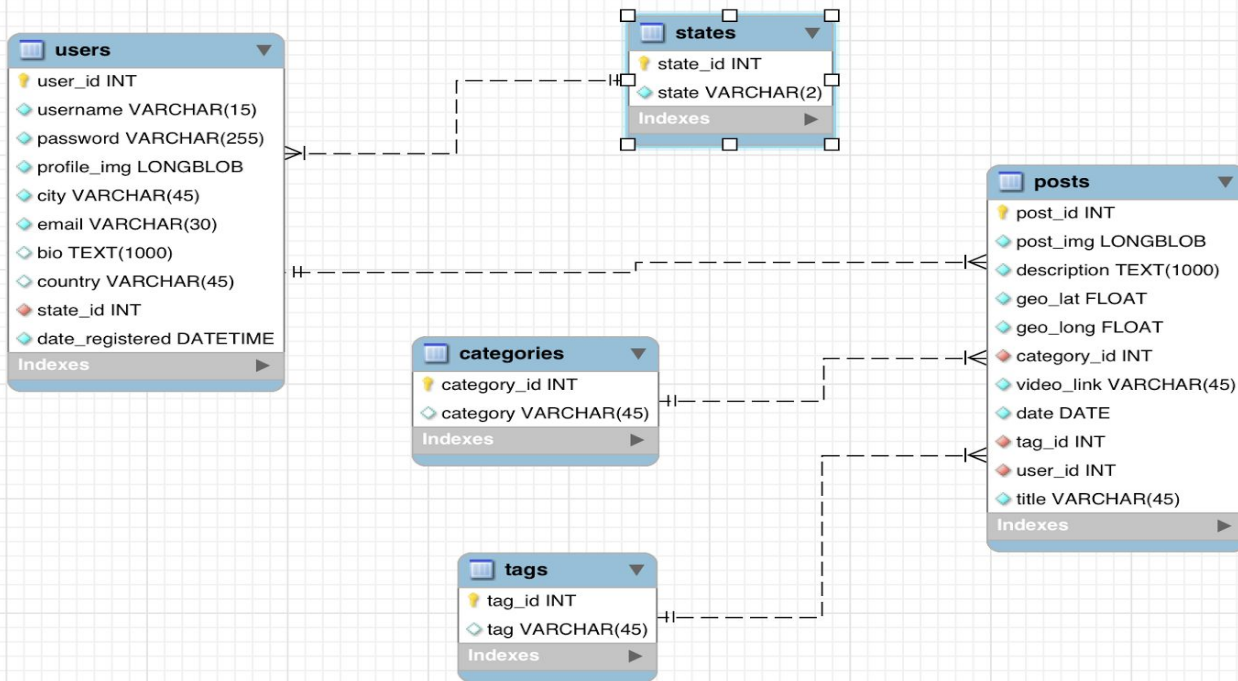 users
user_id INT
username VARCHAR(15)
password VARCHAR(255)
profile_img LONGBLOB
city VARCHAR(45)
email VARCHAR(30)
bio TEXT(1000)
country VARCHAR(45)
state_id INT
date_registered DATETIME
Indexes
states
state_id INT
state VARCHAR(2)
Indexes
categories
category_id INT
category VARCHAR(45)
Indexes
tags
tag_id INT
tag VARCHAR(45)
Indexes
posts
post_id INT
post_img LONGBLOB
description TEXT(1000)
geo_lat FLOAT
geo_long FLOAT
category_id INT
video_link VARCHAR(45)
date DATE
tag_id INT
user_id INT
title VARCHAR(45)
Indexes